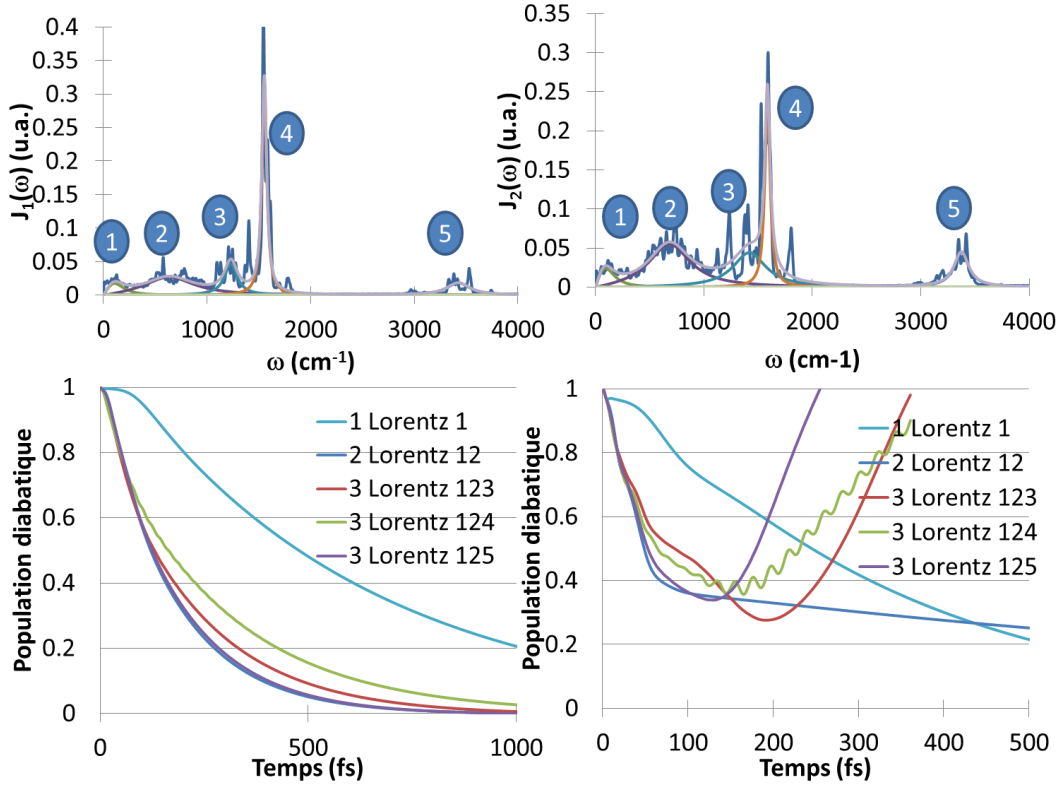 0.4
0.35
0.3
0.25
0.2
0.15
0.1
0.05
0
J1(ω) (u.a.)
1
2
3
4
5
0 1000 2000 3000 4000
ω (cm-1)
0.35
0.3
0.25
0.2
0.15
0.1
0.05
0
J2(ω) (u.a.)
1
2
3
4
5
0 1000 2000 3000 4000
ω (cm-1)
1
0.8
0.6
0.4
0.2
0
Population diabatique
1 Lorentz 1
2 Lorentz 12
3 Lorentz 123
3 Lorentz 124
3 Lorentz 125
0 500 1000
Temps (fs)
1
0.8
0.6
0.4
0.2
0
Population diabatique
1 Lorentz 1
2 Lorentz 12
3 Lorentz 123
3 Lorentz 124
3 Lorentz 125
0 100 200 300 400 500
Temps (fs)